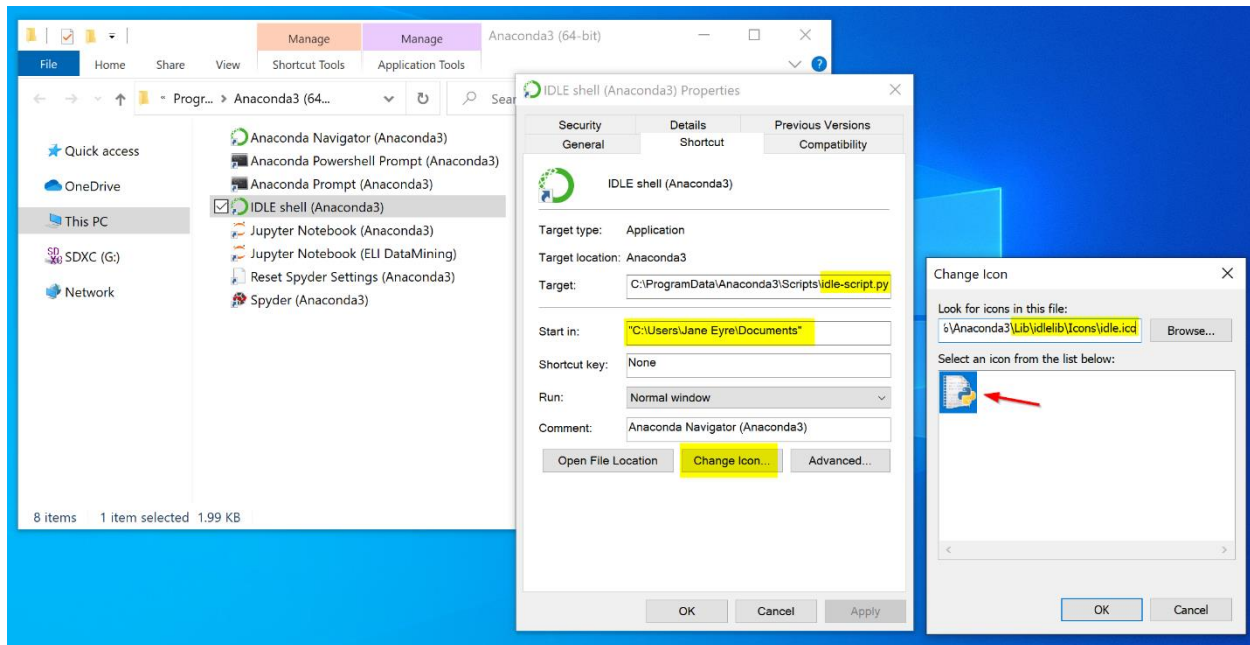 Manage
Manage
Anaconda3 (64-bit)
File
Home
Share
View
Shortcut Tools
Application Tools
Progr... > Anaconda3 (64...
Sear
Quick access
OneDrive
This PC
SDXC (G:)
Network
Anaconda Navigator (Anaconda3)
Anaconda Powershell Prompt (Anaconda3)
Anaconda Prompt (Anaconda3)
IDLE shell (Anaconda3)
Jupyter Notebook (Anaconda3)
Jupyter Notebook (ELI DataMining)
Reset Spyder Settings (Anaconda3)
Spyder (Anaconda3)
8 items
1 item selected 1.99 KB
IDLE shell (Anaconda3) Properties
Security
Details
Previous Versions
General
Shortcut
Compatibility
IDLE shell (Anaconda3)
Target type: Application
Target location: Anaconda3
Target: C:\ProgramData\Anaconda3\Scripts\idle-script.py
Start in: "C:\Users\Jane Eyre\Documents"
Shortcut key: None
Run: Normal window
Comment: Anaconda Navigator (Anaconda3)
Open File Location
Change Icon...
Advanced...
OK
Cancel
Apply
Change Icon
Look for icons in this file:
\Anaconda3\Lib\idlelib\Icons\idle.ico
Browse...
Select an icon from the list below:
OK
Cancel